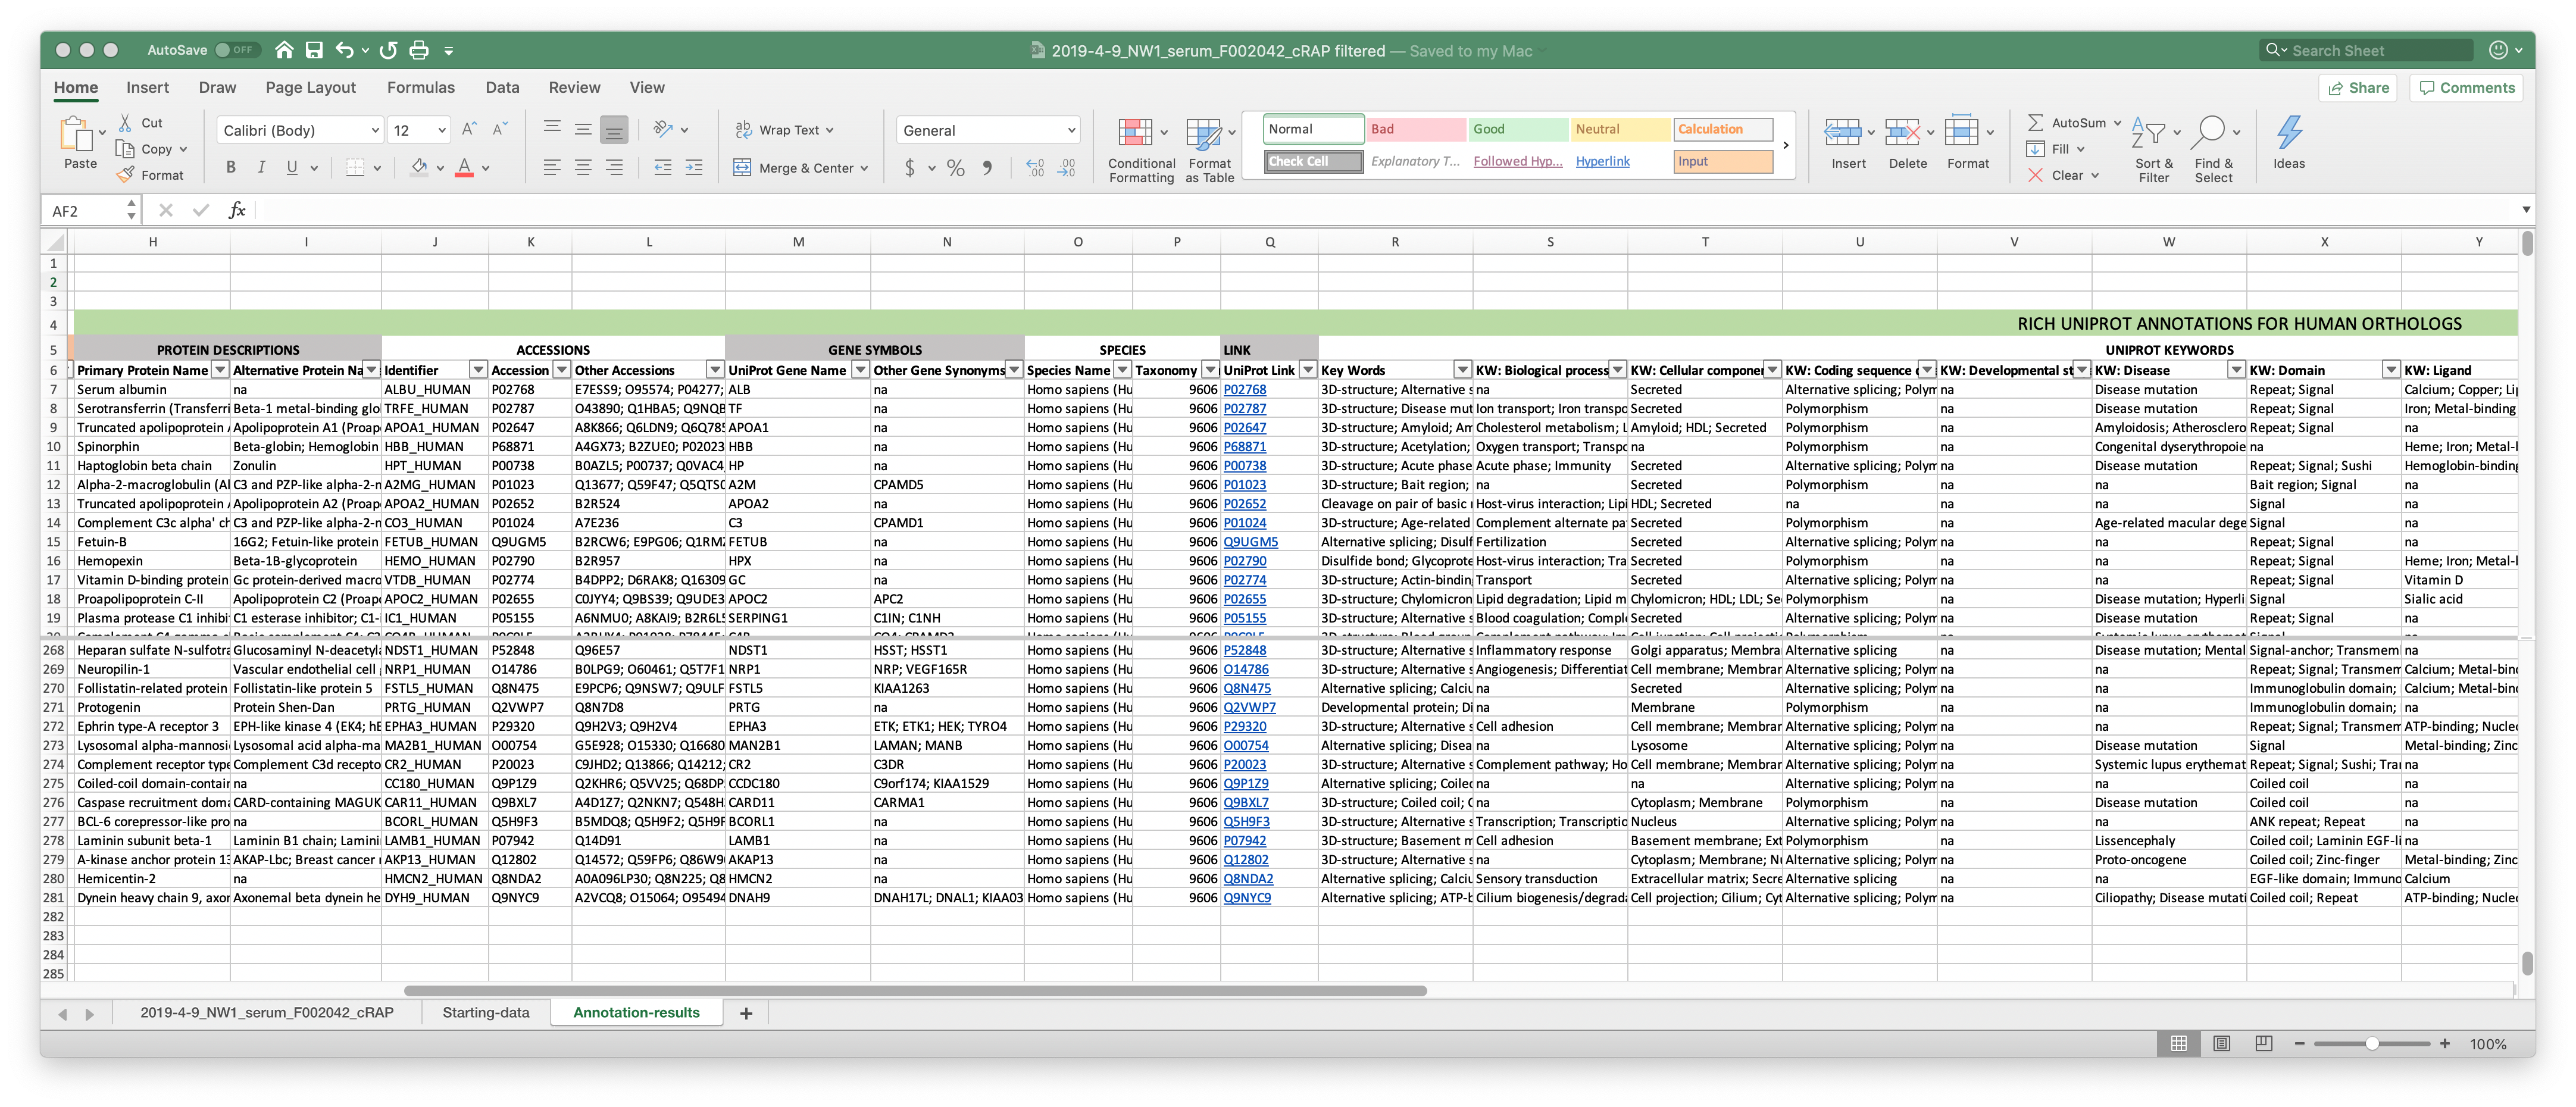 AutoSave OFF 2019-4-9_NW1_serum_F002042_cRAP filtered — Saved to my Mac Search Sheet
Home Insert Draw Page Layout Formulas Data Review View Share Comments
Paste Cut Copy Format
Calibri (Body) 12 B I U A
Wrap Text Merge & Center
General $ %
Conditional Formatting Format as Table
Normal Bad Good Neutral Calculation
Check Cell Explanatory T... Followed Hyp... Hyperlink Input
Insert Delete Format
AutoSum Fill Clear Sort & Filter Find & Select Ideas
AF2 fx
H I J K L M N O P Q R S T U V W X Y
1
2
3
4 RICH UNIPROT ANNOTATIONS FOR HUMAN ORTHOLOGS
5 PROTEIN DESCRIPTIONS ACCESSIONS GENE SYMBOLS SPECIES LINK UNIPROT KEYWORDS
6 Primary Protein Name Alternative Protein Na Identifier Accession Other Accessions UniProt Gene Name Other Gene Synonyms Species Name Taxonomy UniProt Link Key Words KW: Biological process KW: Cellular componen KW: Coding sequence KW: Developmental st KW: Disease KW: Domain KW: Ligand
7 Serum albumin na ALBU_HUMAN P02768 E7ESS9; O95574; P04277; ALB na Homo sapiens (Hu 9606 P02768 3D-structure; Alternative s na Secreted Alternative splicing; Polym na Disease mutation Repeat; Signal Calcium; Copper; Lip
8 Serotransferrin (Transferri Beta-1 metal-binding glo TRFE_HUMAN P02787 O43890; Q1HBA5; Q9NQB TF na Homo sapiens (Hu 9606 P02787 3D-structure; Disease mut Ion transport; Iron transpo Secreted Polymorphism na Disease mutation Repeat; Signal Iron; Metal-binding
9 Truncated apolipoprotein Apolipoprotein A1 (Proap APOA1_HUMAN P02647 A8K866; Q6LDN9; Q6Q785 APOA1 na Homo sapiens (Hu 9606 P02647 3D-structure; Amyloid; Am Cholesterol metabolism; L Amyloid; HDL; Secreted Polymorphism na Amyloidosis; Atherosclero Repeat; Signal na
10 Spinorphin Beta-globin; Hemoglobin HBB_HUMAN P68871 A4GX73; B2ZUE0; P02023 HBB na Homo sapiens (Hu 9606 P68871 3D-structure; Acetylation; Oxygen transport; Transpo na Alternative splicing; Polym na Congenital dyserythropoie na Heme; Iron; Metal-l
11 Haptoglobin beta chain Zonulin HPT_HUMAN P00738 B0AZL5; P00737; Q0VAC4 HP na Homo sapiens (Hu 9606 P00738 3D-structure; Acute phase Acute phase; Immunity Secreted Alternative splicing; Polym na Disease mutation Repeat; Signal; Sushi Hemoglobin-binding
12 Alpha-2-macroglobulin (Al C3 and PZP-like alpha-2-n A2MG_HUMAN P01023 Q13677; Q59F47; Q5QTS0 A2M CPAMD5 Homo sapiens (Hu 9606 P01023 3D-structure; Bait region; na Secreted Polymorphism na na Bait region; Signal na
13 Truncated apolipoprotein Apolipoprotein A2 (Proap APOA2_HUMAN P02652 B2R524 APOA2 na Homo sapiens (Hu 9606 P02652 Cleavage on pair of basic Host-virus interaction; Lipi HDL; Secreted na na na Signal na
14 Complement C3c alpha' ch C3 and PZP-like alpha-2-n CO3_HUMAN P01024 A7E236 C3 CPAMD1 Homo sapiens (Hu 9606 P01024 3D-structure; Age-related Complement alternate pa Secreted Polymorphism na Age-related macular dege Signal na
15 Fetuin-B 16G2; Fetuin-like protein FETUB_HUMAN Q9UGM5 B2RCW6; E9PG06; Q1RMZ FETUB na Homo sapiens (Hu 9606 Q9UGM5 Alternative splicing; Disulf Fertilization Secreted Alternative splicing; Polym na na Repeat; Signal na
16 Hemopexin Beta-1B-glycoprotein HEMO_HUMAN P02790 B2R957 HPX na Homo sapiens (Hu 9606 P02790 Disulfide bond; Glycoprote Host-virus interaction; Tra Secreted Polymorphism na na Repeat; Signal Heme; Iron; Metal-l
17 Vitamin D-binding protein Gc protein-derived macro VTDB_HUMAN P02774 B4DPP2; D6RAK8; Q16309 GC na Homo sapiens (Hu 9606 P02774 3D-structure; Actin-binding Transport Secreted Alternative splicing; Polym na na Repeat; Signal Vitamin D
18 Proapolipoprotein C-II Apolipoprotein C2 (Proapo APOC2_HUMAN P02655 C0JYY4; Q9BS39; Q9UDE3 APOC2 APC2 Homo sapiens (Hu 9606 P02655 3D-structure; Chylomicron Lipid degradation; Lipid m Chylomicron; HDL; LDL; Se Polymorphism na Disease mutation; Hyperli Signal Sialic acid
19 Plasma protease C1 inhibi C1 esterase inhibitor; C1- IC1_HUMAN P05155 A6NMU0; A8KAI9; B2R6L5 SERPING1 C1IN; C1NH Homo sapiens (Hu 9606 P05155 3D-structure; Alternative s Blood coagulation; Comple Secreted Alternative splicing; Polym na Disease mutation Repeat; Signal na
268 Heparan sulfate N-sulfotra Glucosaminyl N-deacetyla NDST1_HUMAN P52848 Q96E57 NDST1 HSST; HSST1 Homo sapiens (Hu 9606 P52848 3D-structure; Alternative s Inflammatory response Golgi apparatus; Membra Alternative splicing na Disease mutation; Mental Signal-anchor; Transmem na
269 Neuropilin-1 Vascular endothelial cell NRP1_HUMAN O14786 B0LPG9; O60461; Q5T7F1 NRP1 NRP; VEGF165R Homo sapiens (Hu 9606 O14786 3D-structure; Alternative s Angiogenesis; Differentiat Cell membrane; Membrar Alternative splicing; Polym na na Repeat; Signal; Transmem Calcium; Metal-bind
270 Follistatin-related protein Follistatin-like protein 5 FSTL5_HUMAN Q8N475 E9PCP6; Q9NSW7; Q9ULF FSTL5 KIAA1263 Homo sapiens (Hu 9606 Q8N475 Alternative splicing; Calciu na Secreted Alternative splicing; Polym na na Immunoglobulin domain; Calcium; Metal-bind
271 Protogenin Protein Shen-Dan PRTG_HUMAN Q2VWP7 Q8N7D8 PRTG na Homo sapiens (Hu 9606 Q2VWP7 Developmental protein; Di na Membrane Polymorphism na na Immunoglobulin domain; na
272 Ephrin type-A receptor 3 EPH-like kinase 4 (EK4; hE EPHA3_HUMAN P29320 Q9H2V3; Q9H2V4 EPHA3 ETK; ETK1; HEK; TYRO4 Homo sapiens (Hu 9606 P29320 3D-structure; Alternative s Cell adhesion Cell membrane; Membrar Alternative splicing; Polym na na Repeat; Signal; Transmem ATP-binding; Nucleo
273 Lysosomal alpha-mannosi Lysosomal acid alpha-ma MA2B1_HUMAN O00754 G5E928; O15330; Q16680 MAN2B1 LAMAN; MANB Homo sapiens (Hu 9606 O00754 Alternative splicing; Disea na Lysosome Alternative splicing; Polym na Disease mutation Signal Metal-binding; Zinc
274 Complement receptor type Complement C3d recepto CR2_HUMAN P20023 C9JHD2; Q13866; Q14212; CR2 C3DR Homo sapiens (Hu 9606 P20023 3D-structure; Alternative s Complement pathway; Ho Cell membrane; Membrar Alternative splicing; Polym na Systemic lupus erythemat Repeat; Signal; Sushi; Tra na
275 Coiled-coil domain-contain na CC180_HUMAN Q9P1Z9 Q2KHR6; Q5VV25; Q68DP CCDC180 C9orf174; KIAA1529 Homo sapiens (Hu 9606 Q9P1Z9 Alternative splicing; Coiled na na Alternative splicing; Polym na na Coiled coil na
276 Caspase recruitment doma CARD-containing MAGUK CAR11_HUMAN Q9BXL7 A4D1Z7; Q2NKN7; Q548H CARD11 CARMA1 Homo sapiens (Hu 9606 Q9BXL7 3D-structure; Coiled coil; na Cytoplasm; Membrane Polymorphism na Disease mutation Coiled coil na
277 BCL-6 corepressor-like pro na BCORL_HUMAN Q5H9F3 B5MDQ8; Q5H9F2; Q5H9F BCORL1 na Homo sapiens (Hu 9606 Q5H9F3 3D-structure; Alternative s Transcription; Transcriptio Nucleus Alternative splicing; Polym na na ANK repeat; Repeat na
278 Laminin subunit beta-1 Laminin B1 chain; Lamini LAMB1_HUMAN P07942 Q14D91 LAMB1 na Homo sapiens (Hu 9606 P07942 3D-structure; Basement m Cell adhesion Basement membrane; Ext Polymorphism na Lissencephaly Coiled coil; Laminin EGF-li na
279 A-kinase anchor protein 13 AKAP-Lbc; Breast cancer AKP13_HUMAN Q12802 Q14572; Q59FP6; Q86W9 AKAP13 na Homo sapiens (Hu 9606 Q12802 3D-structure; Alternative s na Cytoplasm; Membrane; Nu Alternative splicing; Polym na Proto-oncogene Coiled coil; Zinc-finger Metal-binding; Zinc
280 Hemicentin-2 na HMCN2_HUMAN Q8NDA2 A0A096LP30; Q8N225; Q8 HMCN2 na Homo sapiens (Hu 9606 Q8NDA2 Alternative splicing; Calciu Sensory transduction Extracellular matrix; Secre Alternative splicing na na EGF-like domain; Immuno Calcium
281 Dynein heavy chain 9, axor Axonemal beta dynein he DYH9_HUMAN Q9NYC9 A2VCQ8; O15064; O95494 DNAH9 DNAH17L; DNAL1; KIAA03 Homo sapiens (Hu 9606 Q9NYC9 Alternative splicing; ATP-b Cilium biogenesis/degrada Cell projection; Cilium; Cyt Alternative splicing; Polym na Ciliopathy; Disease mutati Coiled coil; Repeat ATP-binding; Nucleo
282
283
284
285
2019-4-9_NW1_serum_F002042_cRAP Starting-data Annotation-results
100%